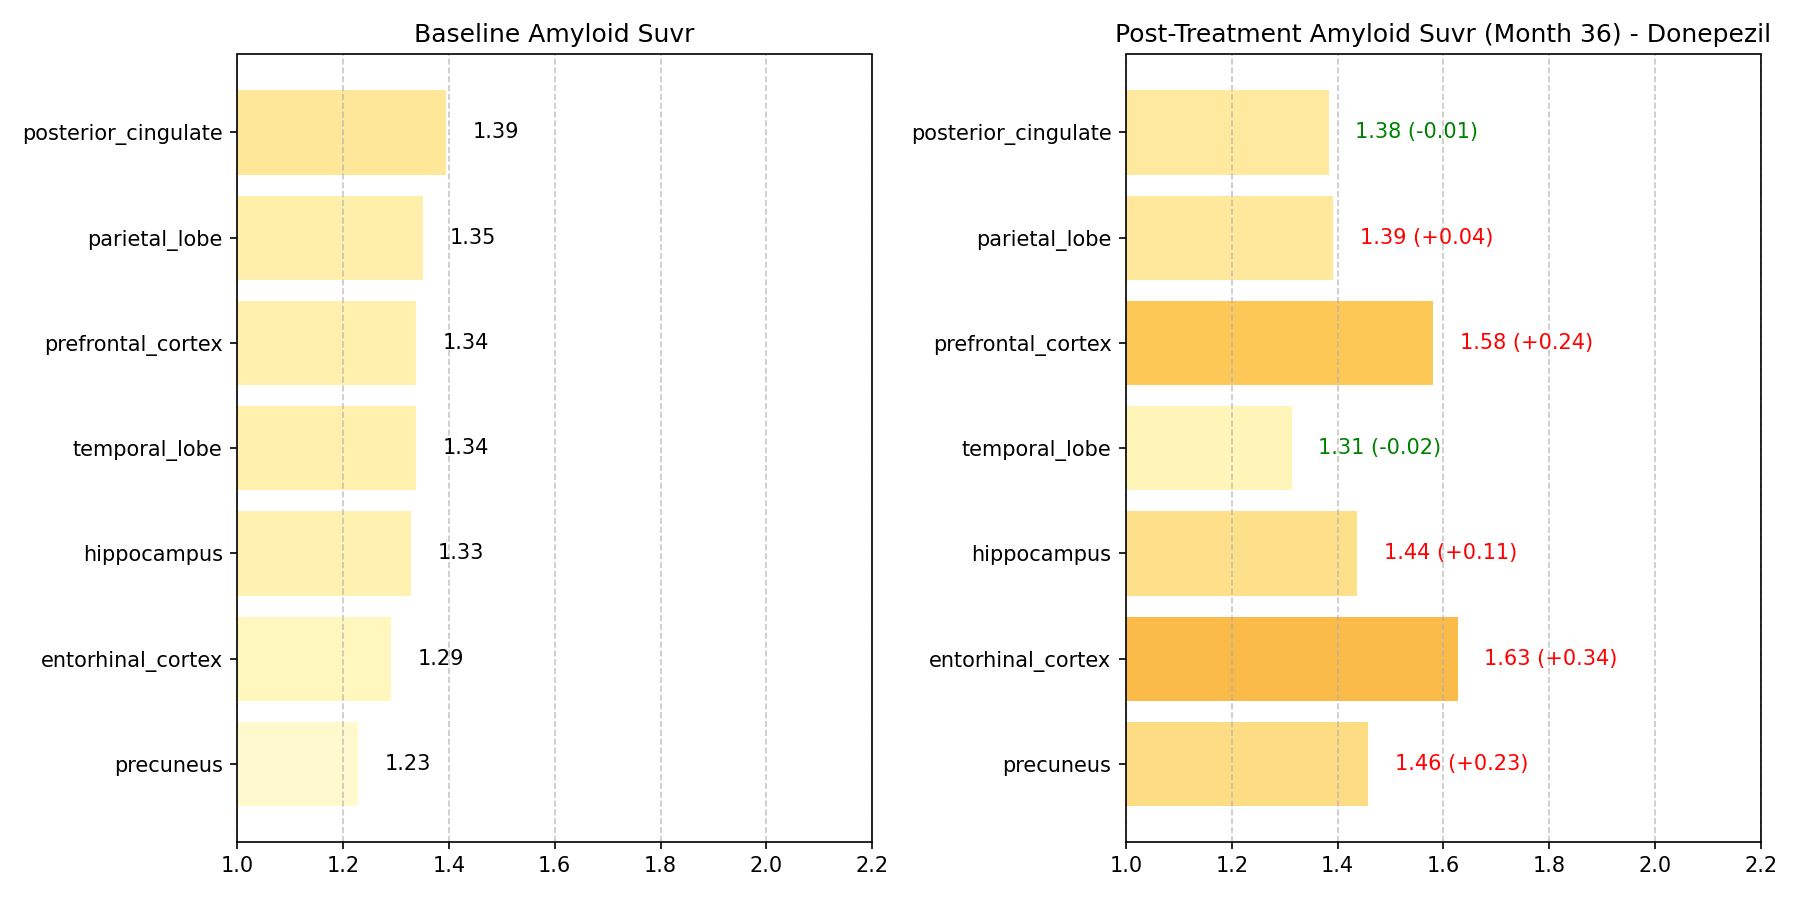 Baseline Amyloid Suvr
posterior_cingulate
1.39
parietal_lobe
1.35
prefrontal_cortex
1.34
temporal_lobe
1.34
hippocampus
1.33
entorhinal_cortex
1.29
precuneus
1.23
1.0 1.2 1.4 1.6 1.8 2.0 2.2
Post-Treatment Amyloid Suvr (Month 36) - Donepezil
posterior_cingulate
1.38 (-0.01)
parietal_lobe
1.39 (+0.04)
prefrontal_cortex
1.58 (+0.24)
temporal_lobe
1.31 (-0.02)
hippocampus
1.44 (+0.11)
entorhinal_cortex
1.63 (+0.34)
precuneus
1.46 (+0.23)
1.0 1.2 1.4 1.6 1.8 2.0 2.2